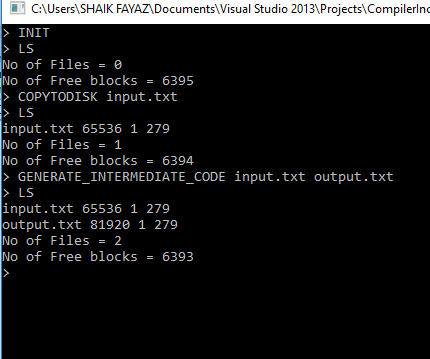 C:\Users\SHAIK FAYAZ\Documents\Visual Studio 2013\Projects\CompilerInc
> INIT
> LS
No of Files = 0
No of Free blocks = 6395
> COPYTODISK input.txt
> LS
input.txt 65536 1 279
No of Files = 1
No of Free blocks = 6394
> GENERATE_INTERMEDIATE_CODE input.txt output.txt
> LS
input.txt 65536 1 279
output.txt 81920 1 279
No of Files = 2
No of Free blocks = 6393
>